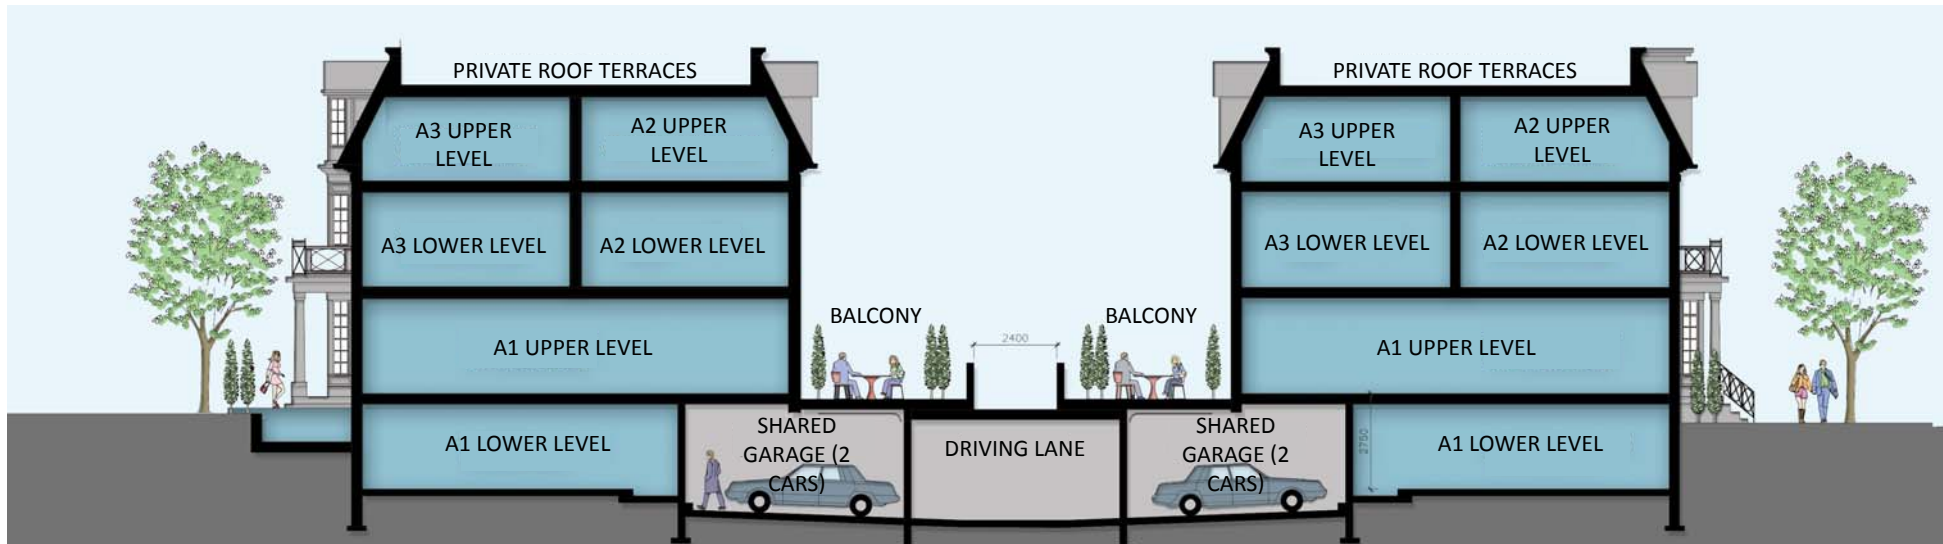 PRIVATE ROOF TERRACES
PRIVATE ROOF TERRACES
A3 UPPER
LEVEL
A2 UPPER
LEVEL
A3 UPPER
LEVEL
A2 UPPER
LEVEL
A3 LOWER LEVEL
A2 LOWER LEVEL
A3 LOWER LEVEL
A2 LOWER LEVEL
BALCONY
BALCONY
2400
A1 UPPER LEVEL
A1 UPPER LEVEL
A1 LOWER LEVEL
SHARED
GARAGE (2
CARS)
DRIVING LANE
SHARED
GARAGE (2
CARS)
2750
A1 LOWER LEVEL